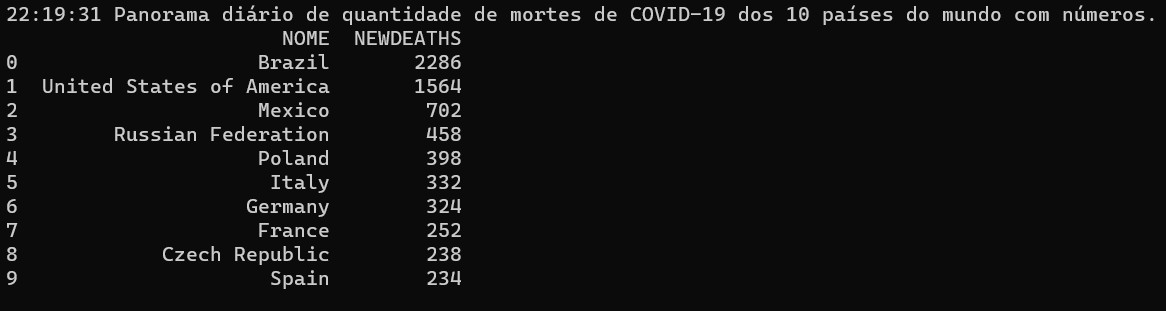 22:19:31 Panorama diário de quantidade de mortes de COVID-19 dos 10 países do mundo com números.
NOME NEWDEATHS
0 Brazil 2286
1 United States of America 1564
2 Mexico 702
3 Russian Federation 458
4 Poland 398
5 Italy 332
6 Germany 324
7 France 252
8 Czech Republic 238
9 Spain 234